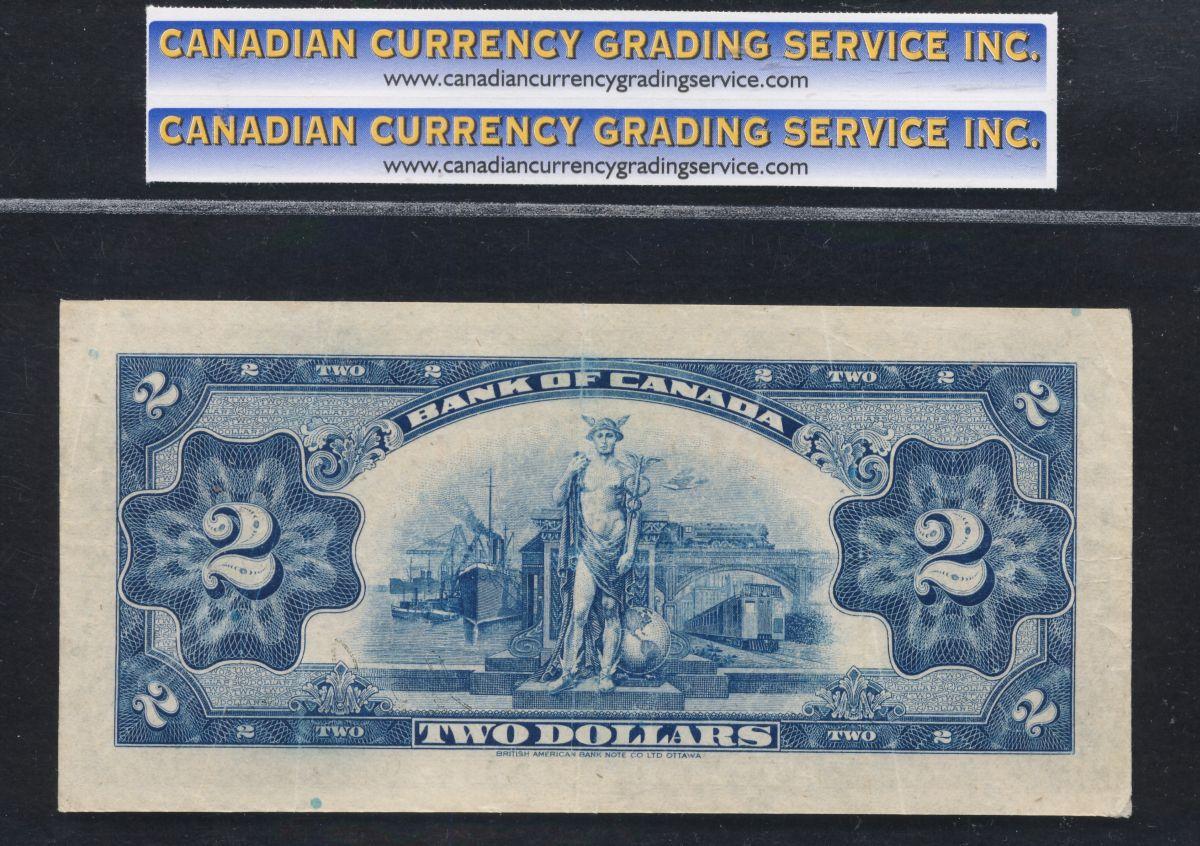 CANADIAN CURRENCY GRADING SERVICE INC.
www.canadiancurrencygradingservice.com
CANADIAN CURRENCY GRADING SERVICE INC.
www.canadiancurrencygradingservice.com
2 2 TWO 2 2 TWO 2 2
BANK OF CANADA
2 2
2 2 TWO TWO DOLLARS TWO 2 2
BRITISH AMERICAN BANK NOTE CO LTD OTTAWA